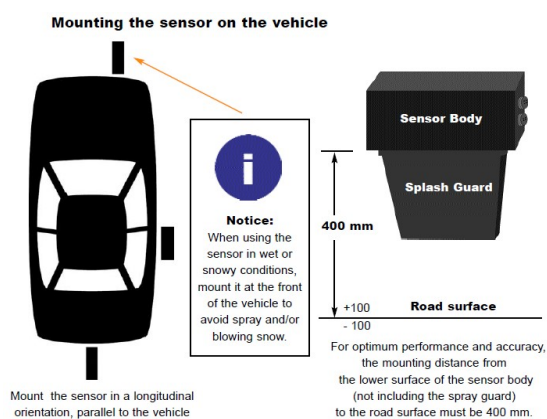 Mounting the sensor on the vehicle
i
Notice:
When using the
sensor in wet or
snowy conditions,
mount it at the front
of the vehicle to
avoid spray and/or
blowing snow.
Mount the sensor in a longitudinal
orientation, parallel to the vehicle
Sensor Body
Splash Guard
400 mm
+100
- 100
Road surface
For optimum performance and accuracy,
the mounting distance from
the lower surface of the sensor body
(not including the spray guard)
to the road surface must be 400 mm.